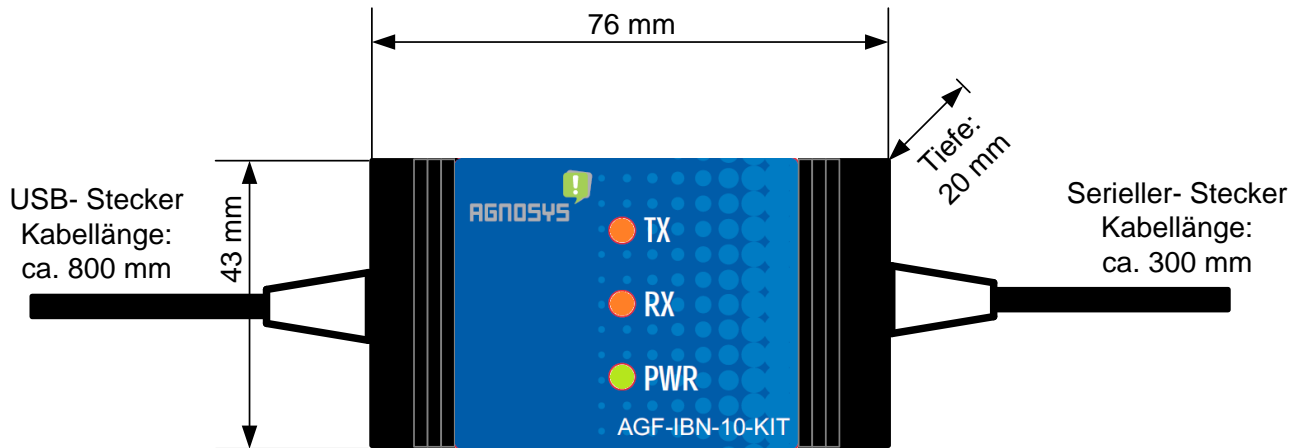 76 mm
Tiefe:
20 mm
USB- Stecker
Kabellänge:
ca. 800 mm
43 mm
AGNOSYS
!
TX
RX
PWR
AGF-IBN-10-KIT
Serieller- Stecker
Kabellänge:
ca. 300 mm